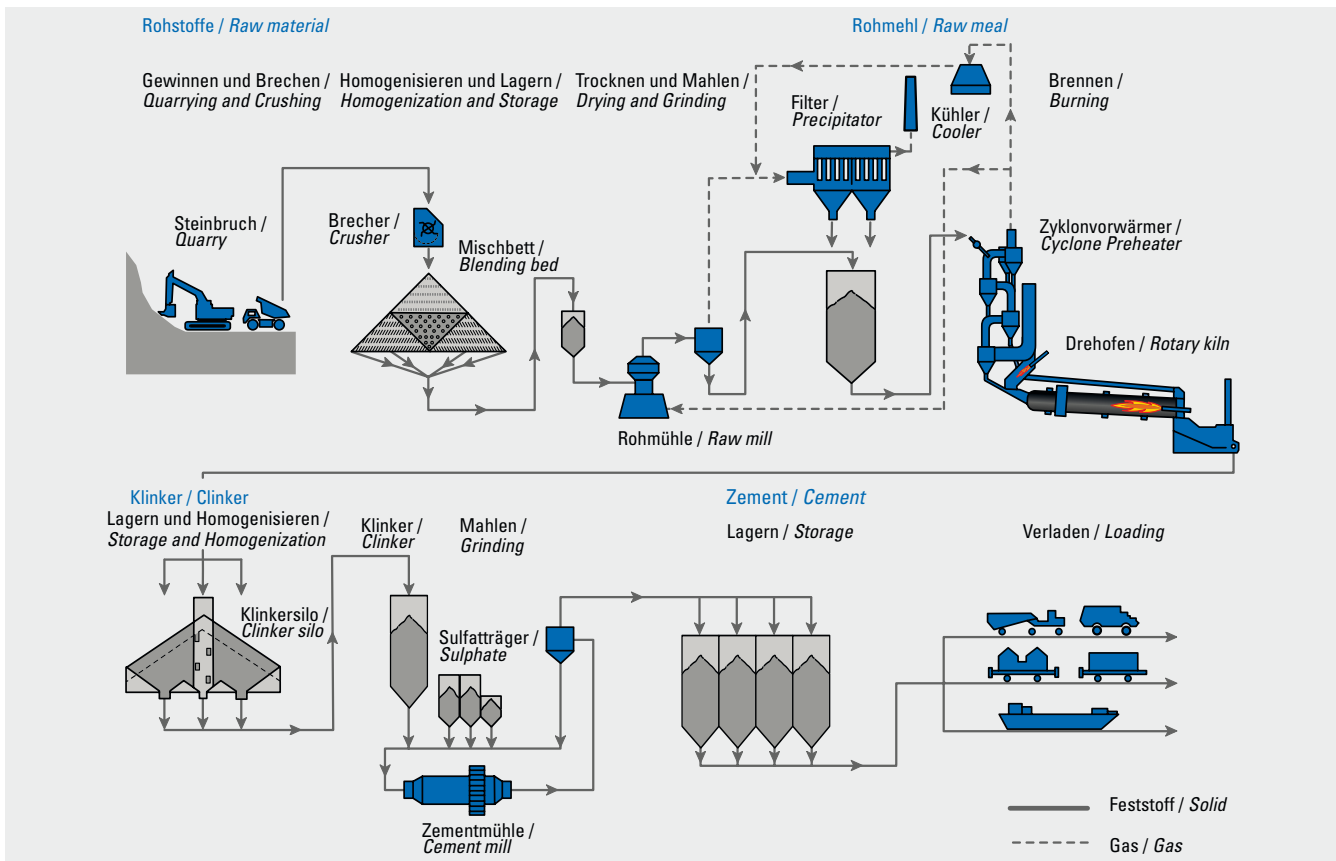 Rohstoffe / Raw material
Rohmehl / Raw meal
Gewinnen und Brechen /
Quarrying and Crushing
Homogenisieren und Lagern /
Homogenization and Storage
Trocknen und Mahlen /
Drying and Grinding
Brennen /
Burning
Filter /
Precipitator
Kühler /
Cooler
Steinbruch /
Quarry
Brecher /
Crusher
Mischbett /
Blending bed
Zyklonvorwärmer /
Cyclone Preheater
Drehofen / Rotary kiln
Rohmühle / Raw mill
Klinker / Clinker
Lagern und Homogenisieren /
Storage and Homogenization
Klinker /
Clinker
Mahlen /
Grinding
Zement / Cement
Lagern / Storage
Verladen / Loading
Klinkersilo /
Clinker silo
Sulfatträger /
Sulphate
Zementmühle /
Cement mill
Feststoff / Solid
Gas / Gas